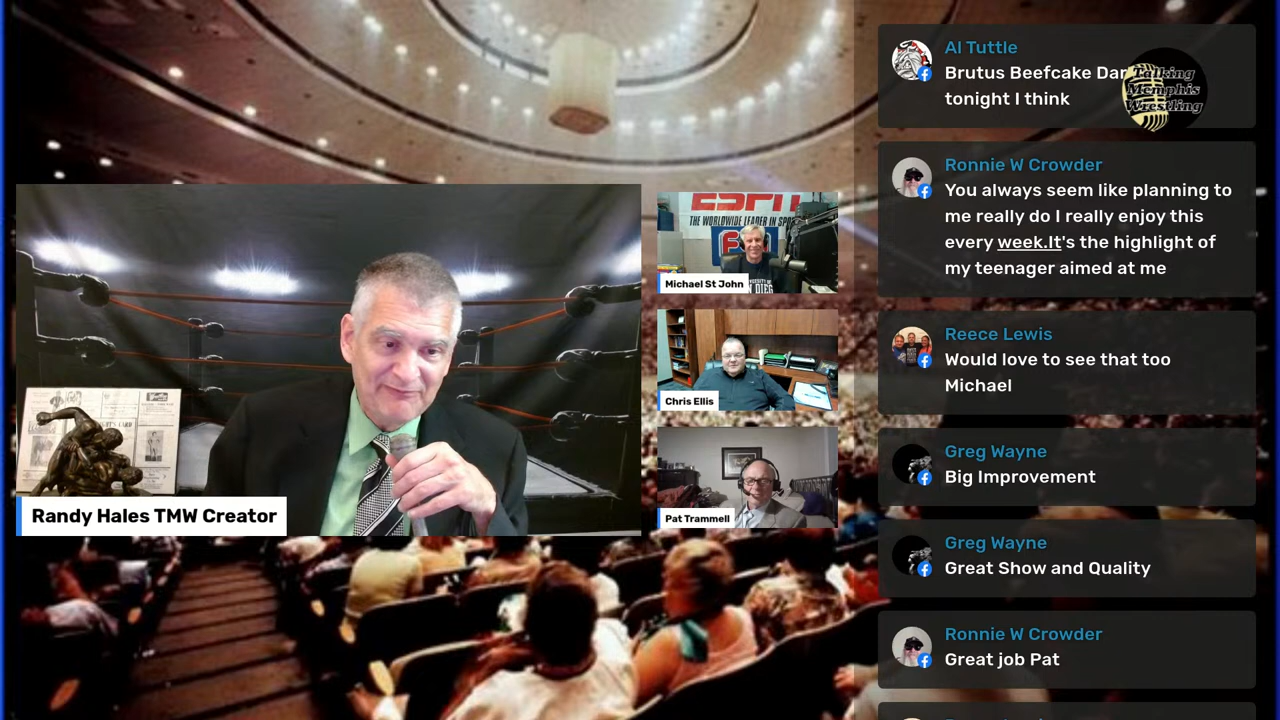 Al Tuttle
Brutus Beefcake
tonight I think
Talking
Memphis
Wrestling
Ronnie W Crowder
You always seem like planning to
me really do I really enjoy this
every week.It's the highlight of
my teenager aimed at me
Reece Lewis
Would love to see that too
Michael
Greg Wayne
Big Improvement
Greg Wayne
Great Show and Quality
Ronnie W Crowder
Great job Pat
Randy Hales TMW Creator
ESPN
THE WORLDWIDE LEADER IN
Michael St John
Chris Ellis
Pat Trammell